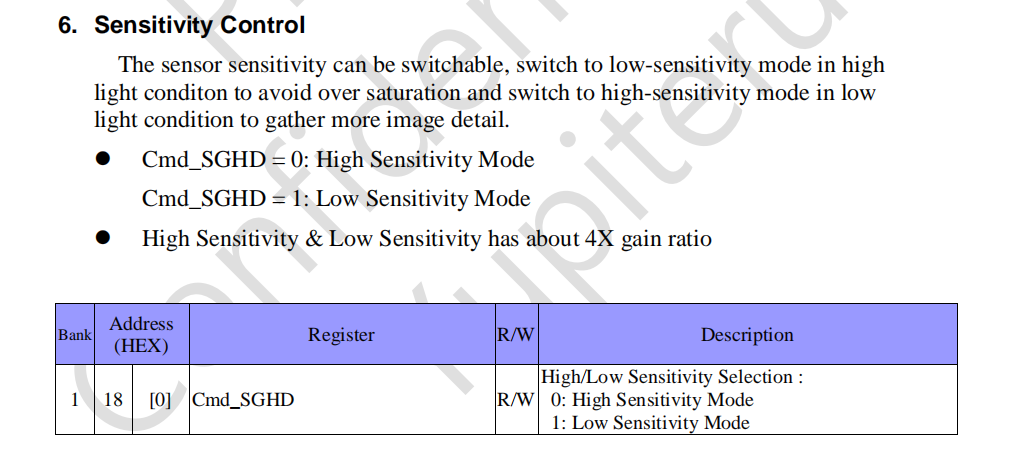 6. Sensitivity Control
The sensor sensitivity can be switchable, switch to low-sensitivity mode in high
light conditon to avoid over saturation and switch to high-sensitivity mode in low
light condition to gather more image detail.
● Cmd_SGHD = 0: High Sensitivity Mode
Cmd_SGHD = 1: Low Sensitivity Mode
● High Sensitivity & Low Sensitivity has about 4X gain ratio
Bank Address (HEX) Register R/W Description
1 18 [0] Cmd_SGHD R/W High/Low Sensitivity Selection :
0: High Sensitivity Mode
1: Low Sensitivity Mode